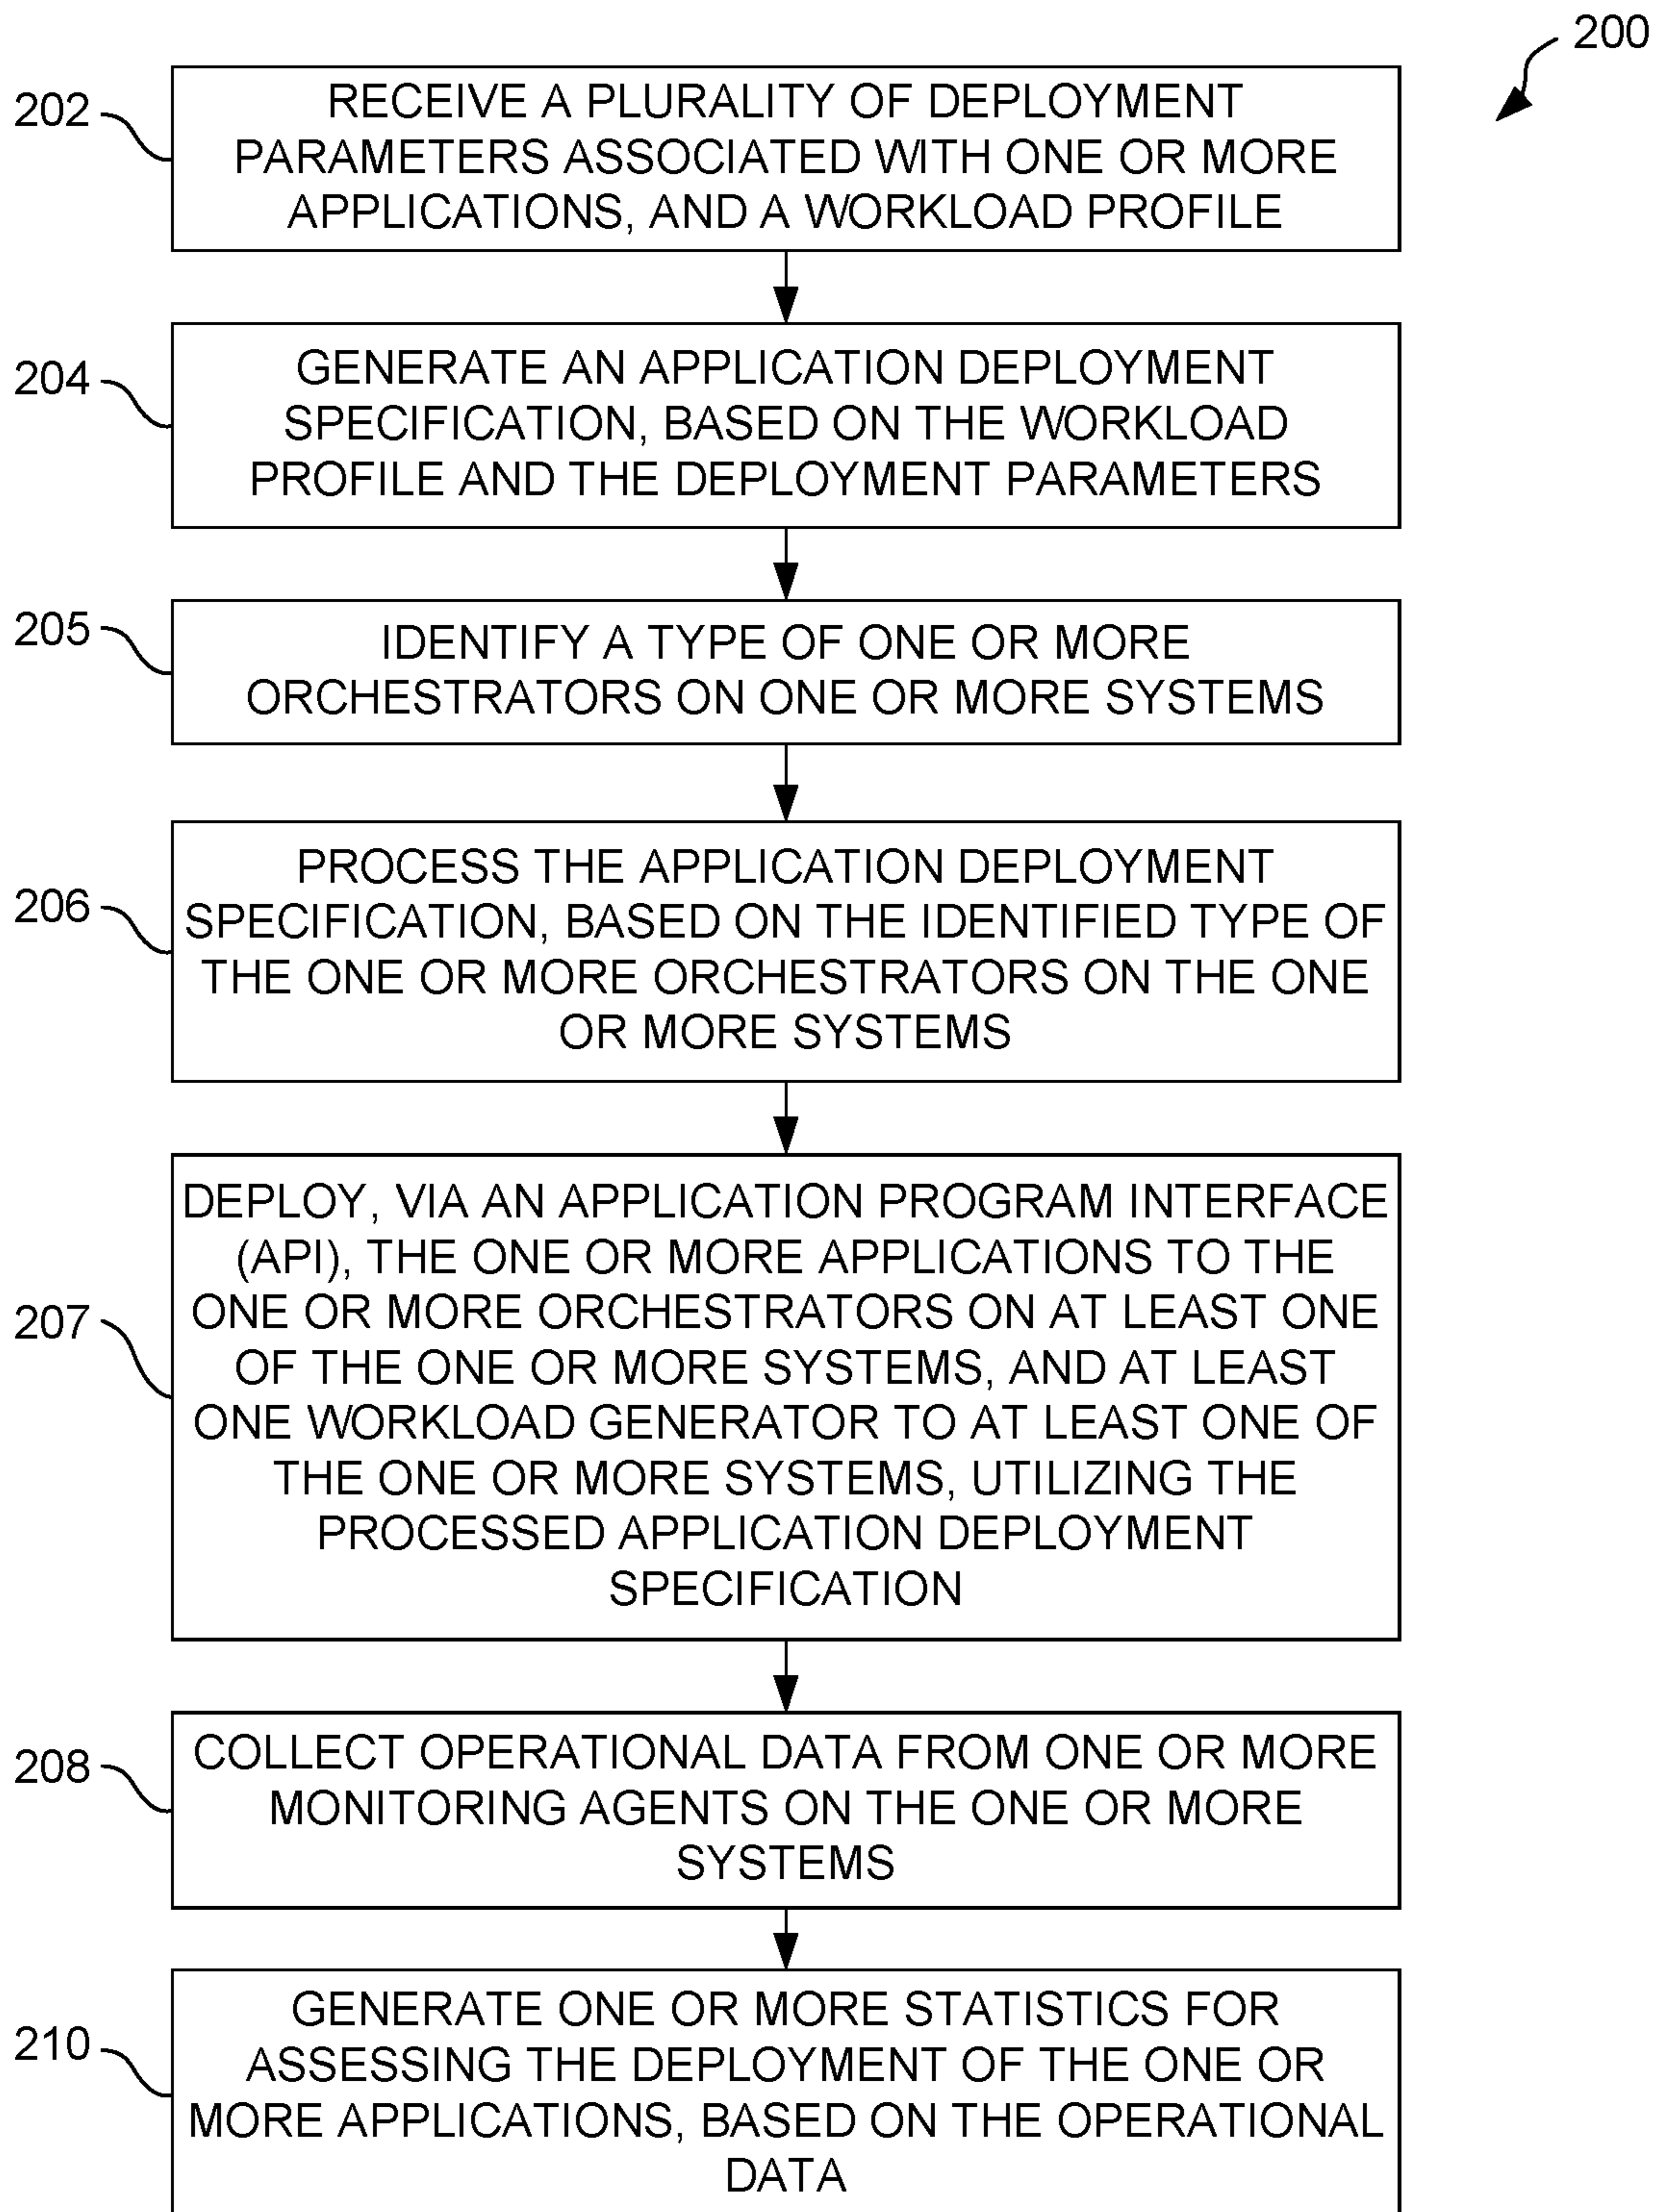 200
202
RECEIVE A PLURALITY OF DEPLOYMENT
PARAMETERS ASSOCIATED WITH ONE OR MORE
APPLICATIONS, AND A WORKLOAD PROFILE
204
GENERATE AN APPLICATION DEPLOYMENT
SPECIFICATION, BASED ON THE WORKLOAD
PROFILE AND THE DEPLOYMENT PARAMETERS
205
IDENTIFY A TYPE OF ONE OR MORE
ORCHESTRATORS ON ONE OR MORE SYSTEMS
206
PROCESS THE APPLICATION DEPLOYMENT
SPECIFICATION, BASED ON THE IDENTIFIED TYPE OF
THE ONE OR MORE ORCHESTRATORS ON THE ONE
OR MORE SYSTEMS
207
DEPLOY, VIA AN APPLICATION PROGRAM INTERFACE
(API), THE ONE OR MORE APPLICATIONS TO THE
ONE OR MORE ORCHESTRATORS ON AT LEAST ONE
OF THE ONE OR MORE SYSTEMS, AND AT LEAST
ONE WORKLOAD GENERATOR TO AT LEAST ONE OF
THE ONE OR MORE SYSTEMS, UTILIZING THE
PROCESSED APPLICATION DEPLOYMENT
SPECIFICATION
208
COLLECT OPERATIONAL DATA FROM ONE OR MORE
MONITORING AGENTS ON THE ONE OR MORE
SYSTEMS
210
GENERATE ONE OR MORE STATISTICS FOR
ASSESSING THE DEPLOYMENT OF THE ONE OR
MORE APPLICATIONS, BASED ON THE OPERATIONAL
DATA